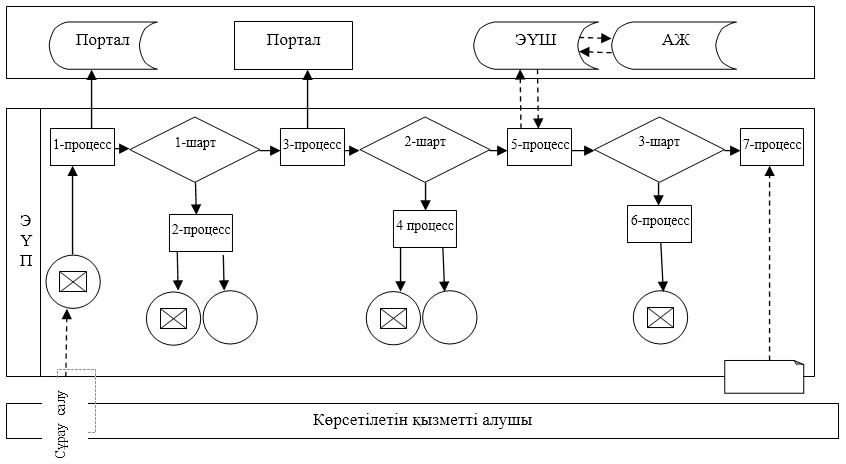 Портал
Портал
ЭҮШ
АЖ
1-процесс
1-шарт
3-процесс
2-шарт
5-процесс
3-шарт
7-процесс
2-процесс
4 процесс
6-процесс
Э
Ү
П
Сұрау салу
Көрсетілетін қызметті алушы